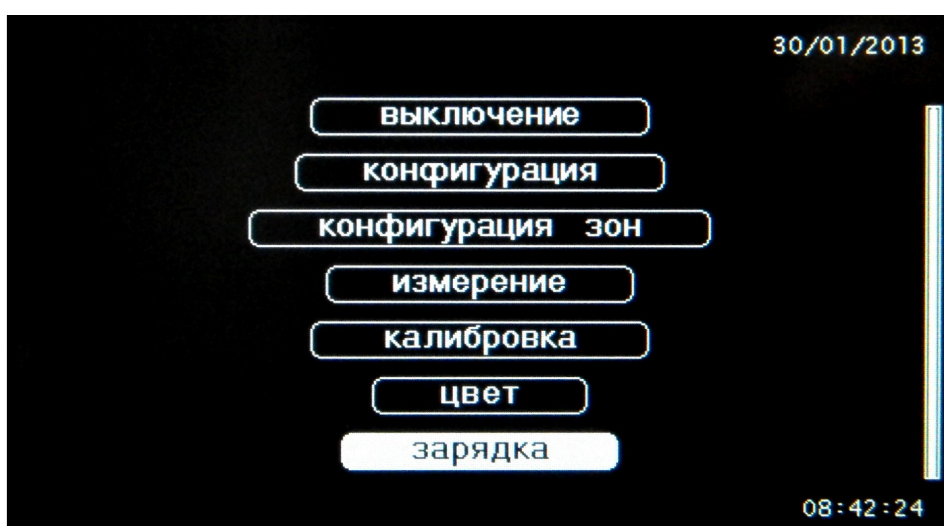 30/01/2013
выключение
конфигурация
конфигурация зон
измерение
калибровка
цвет
зарядка
08:42:24